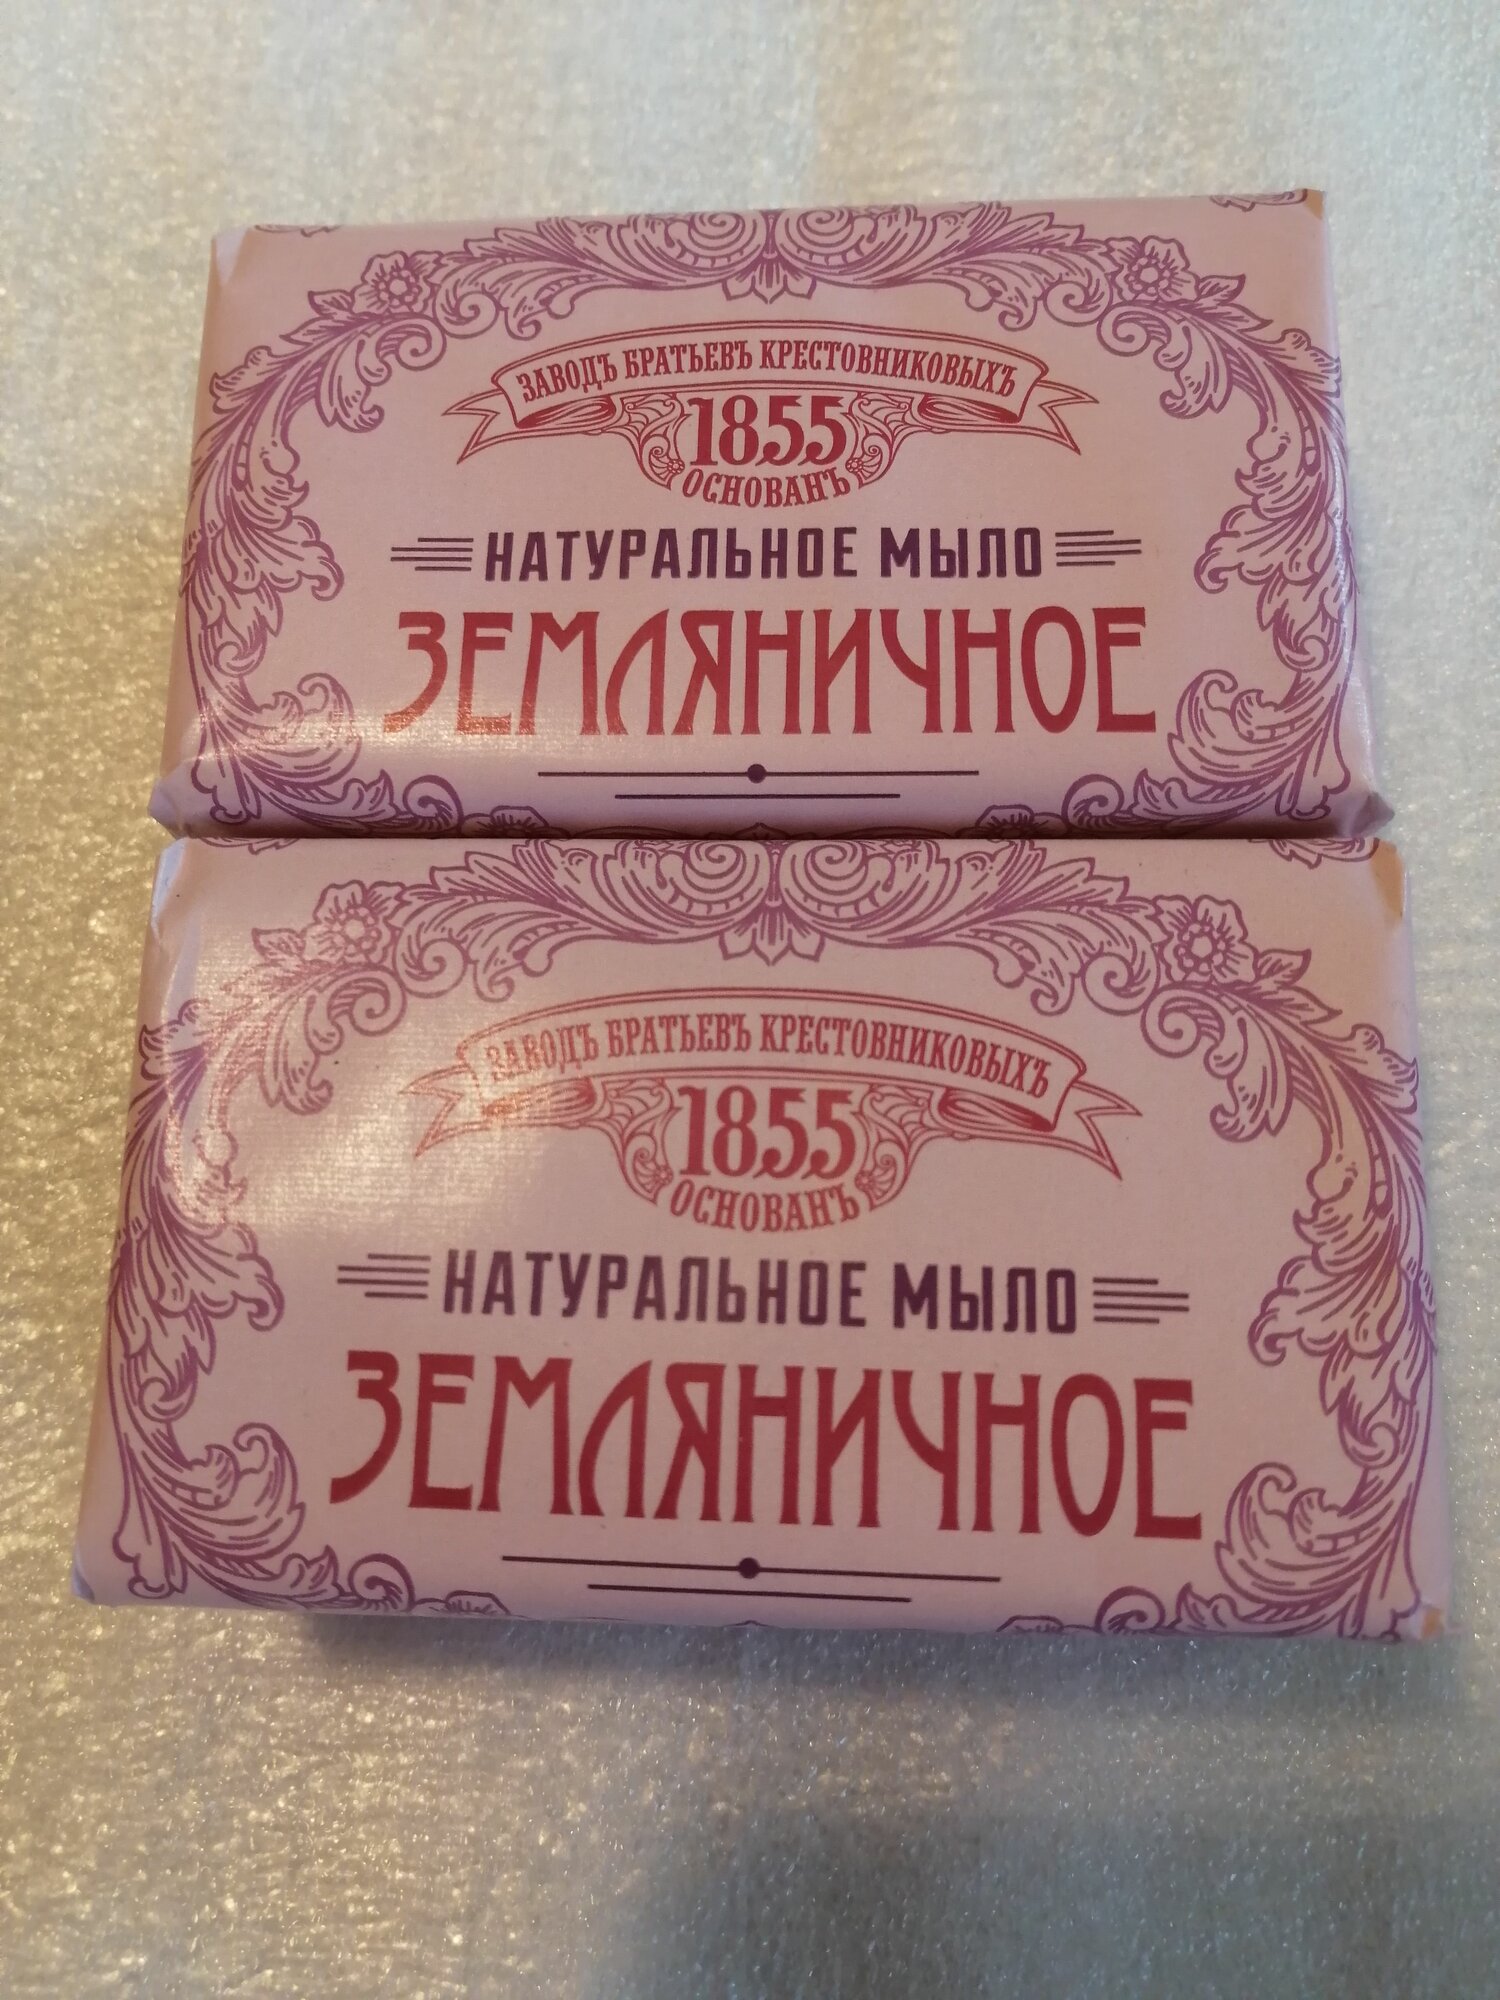 ЗАВОДЪ БРАТЬЕВЪ КРЕСТОВНИКОВЫХЪ
1855
ОСНОВАНЪ
НАТУРАЛЬНОЕ МЫЛО
ЗЕМЛЯНИЧНОЕ
ЗАВОДЪ БРАТЬЕВЪ КРЕСТОВНИКОВЫХЪ
1855
ОСНОВАНЪ
НАТУРАЛЬНОЕ МЫЛО
ЗЕМЛЯНИЧНОЕ